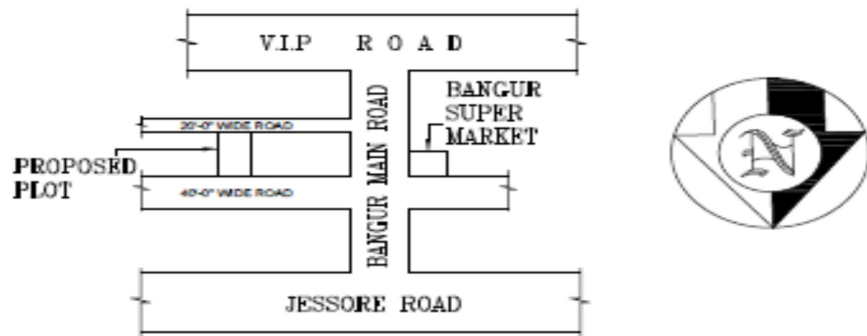 V.I.P ROAD
BANGUR
SUPER
MARKET
20'-0" WIDE ROAD
BANGUR MAIN ROAD
PROPOSED
PLOT
40'-0" WIDE ROAD
JESSORE ROAD
N